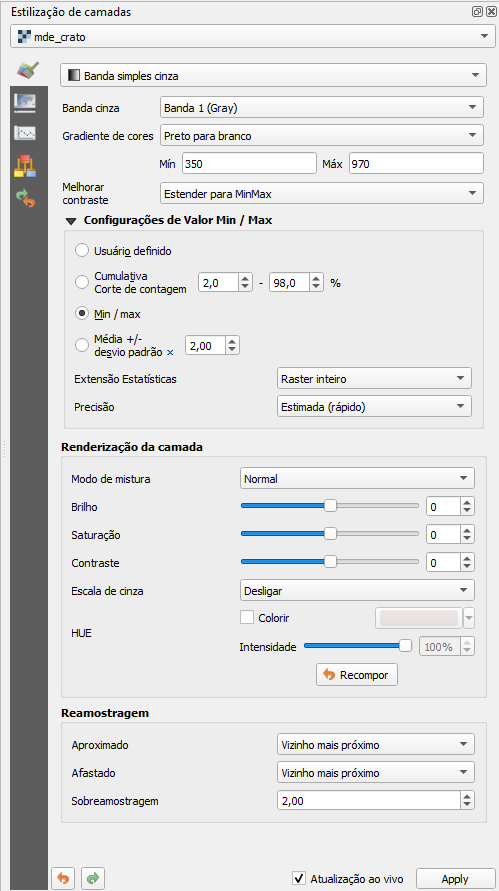 Estilização de camadas
mde_crato
Banda simples cinza
Banda cinza Banda 1 (Gray)
Gradiente de cores Preto para branco
Mín 350 Máx 970
Melhorar
contraste Estender para MinMax
Configurações de Valor Min / Max
Usuário definido
Cumulativa
Corte de contagem 2,0 - 98,0 %
Min / max
Média +/-
desvio padrão × 2,00
Extensão Estatísticas Raster inteiro
Precisão Estimada (rápido)
Renderização da camada
Modo de mistura Normal
Brilho 0
Saturação 0
Contraste 0
Escala de cinza Desligar
HUE Colorir
Intensidade 100%
Recompor
Reamostragem
Aproximado Vizinho mais próximo
Afastado Vizinho mais próximo
Sobreamostragem 2,00
Atualização ao vivo Apply